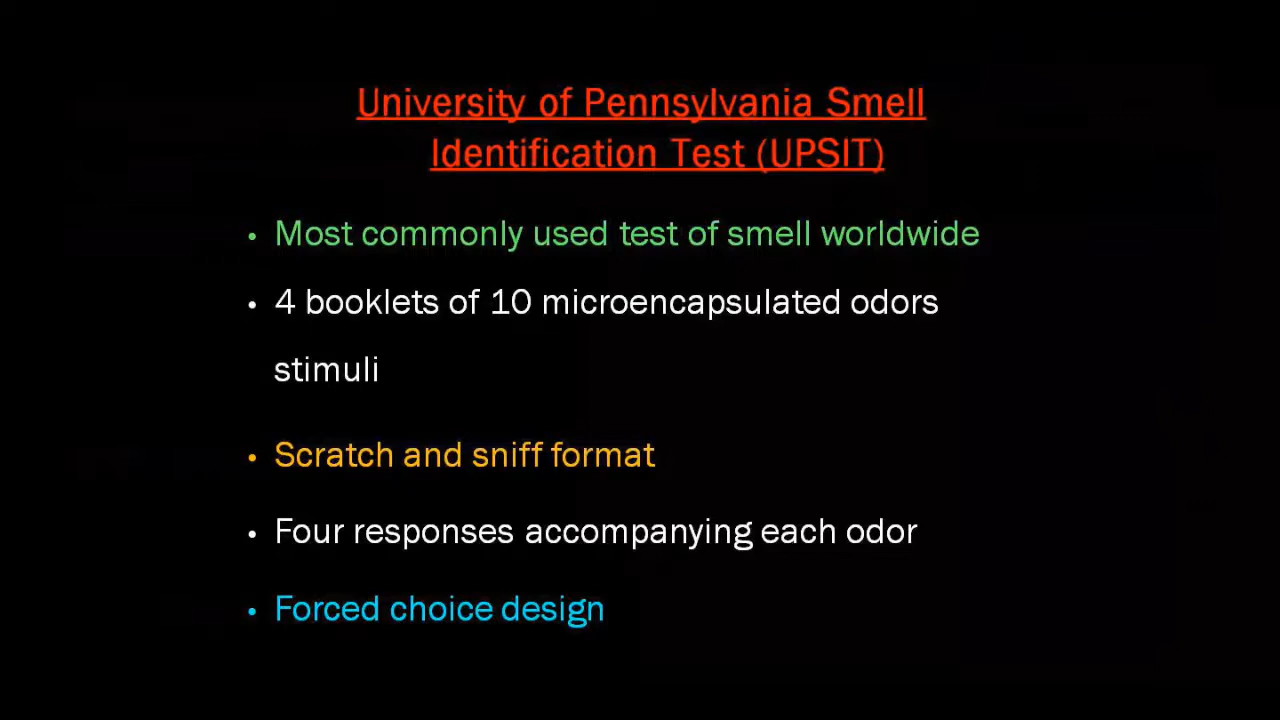 University of Pennsylvania Smell
Identification Test (UPSIT)
• Most commonly used test of smell worldwide
• 4 booklets of 10 microencapsulated odors
stimuli
• Scratch and sniff format
• Four responses accompanying each odor
• Forced choice design